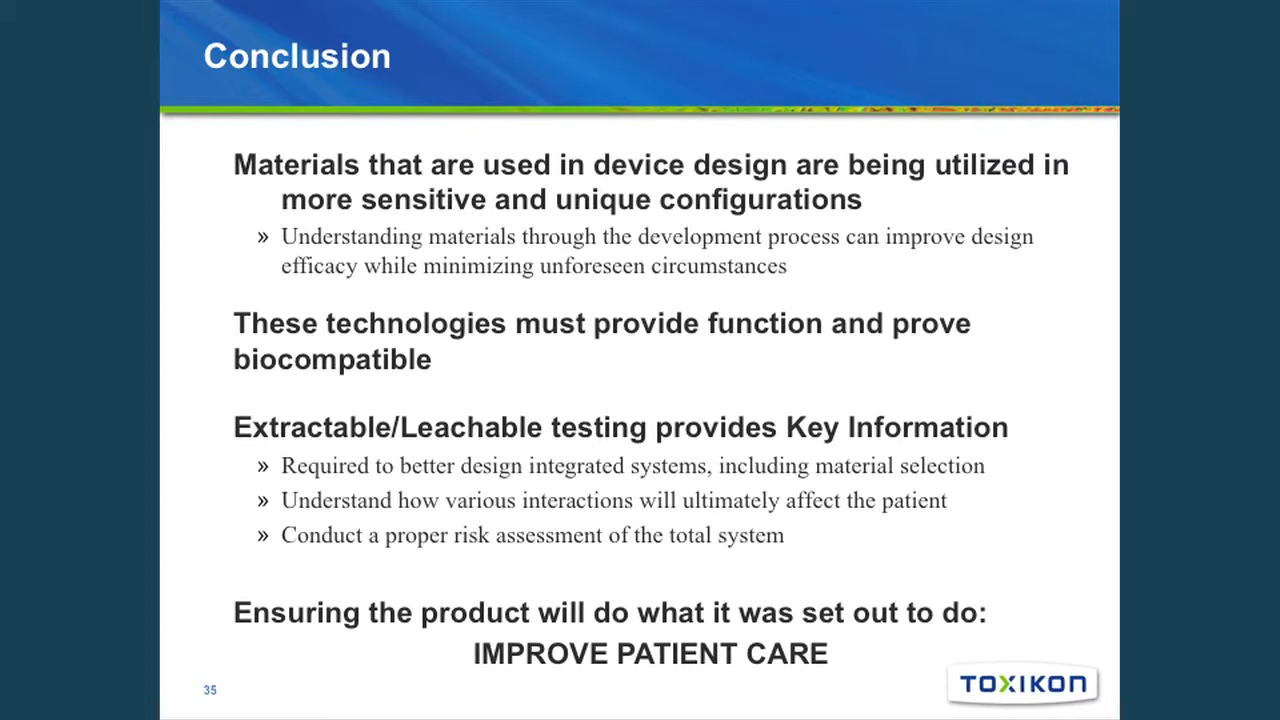 Conclusion
Materials that are used in device design are being utilized in
more sensitive and unique configurations
» Understanding materials through the development process can improve design
efficacy while minimizing unforeseen circumstances
These technologies must provide function and prove
biocompatible
Extractable/Leachable testing provides Key Information
» Required to better design integrated systems, including material selection
» Understand how various interactions will ultimately affect the patient
» Conduct a proper risk assessment of the total system
Ensuring the product will do what it was set out to do:
IMPROVE PATIENT CARE
35
TOXIKON